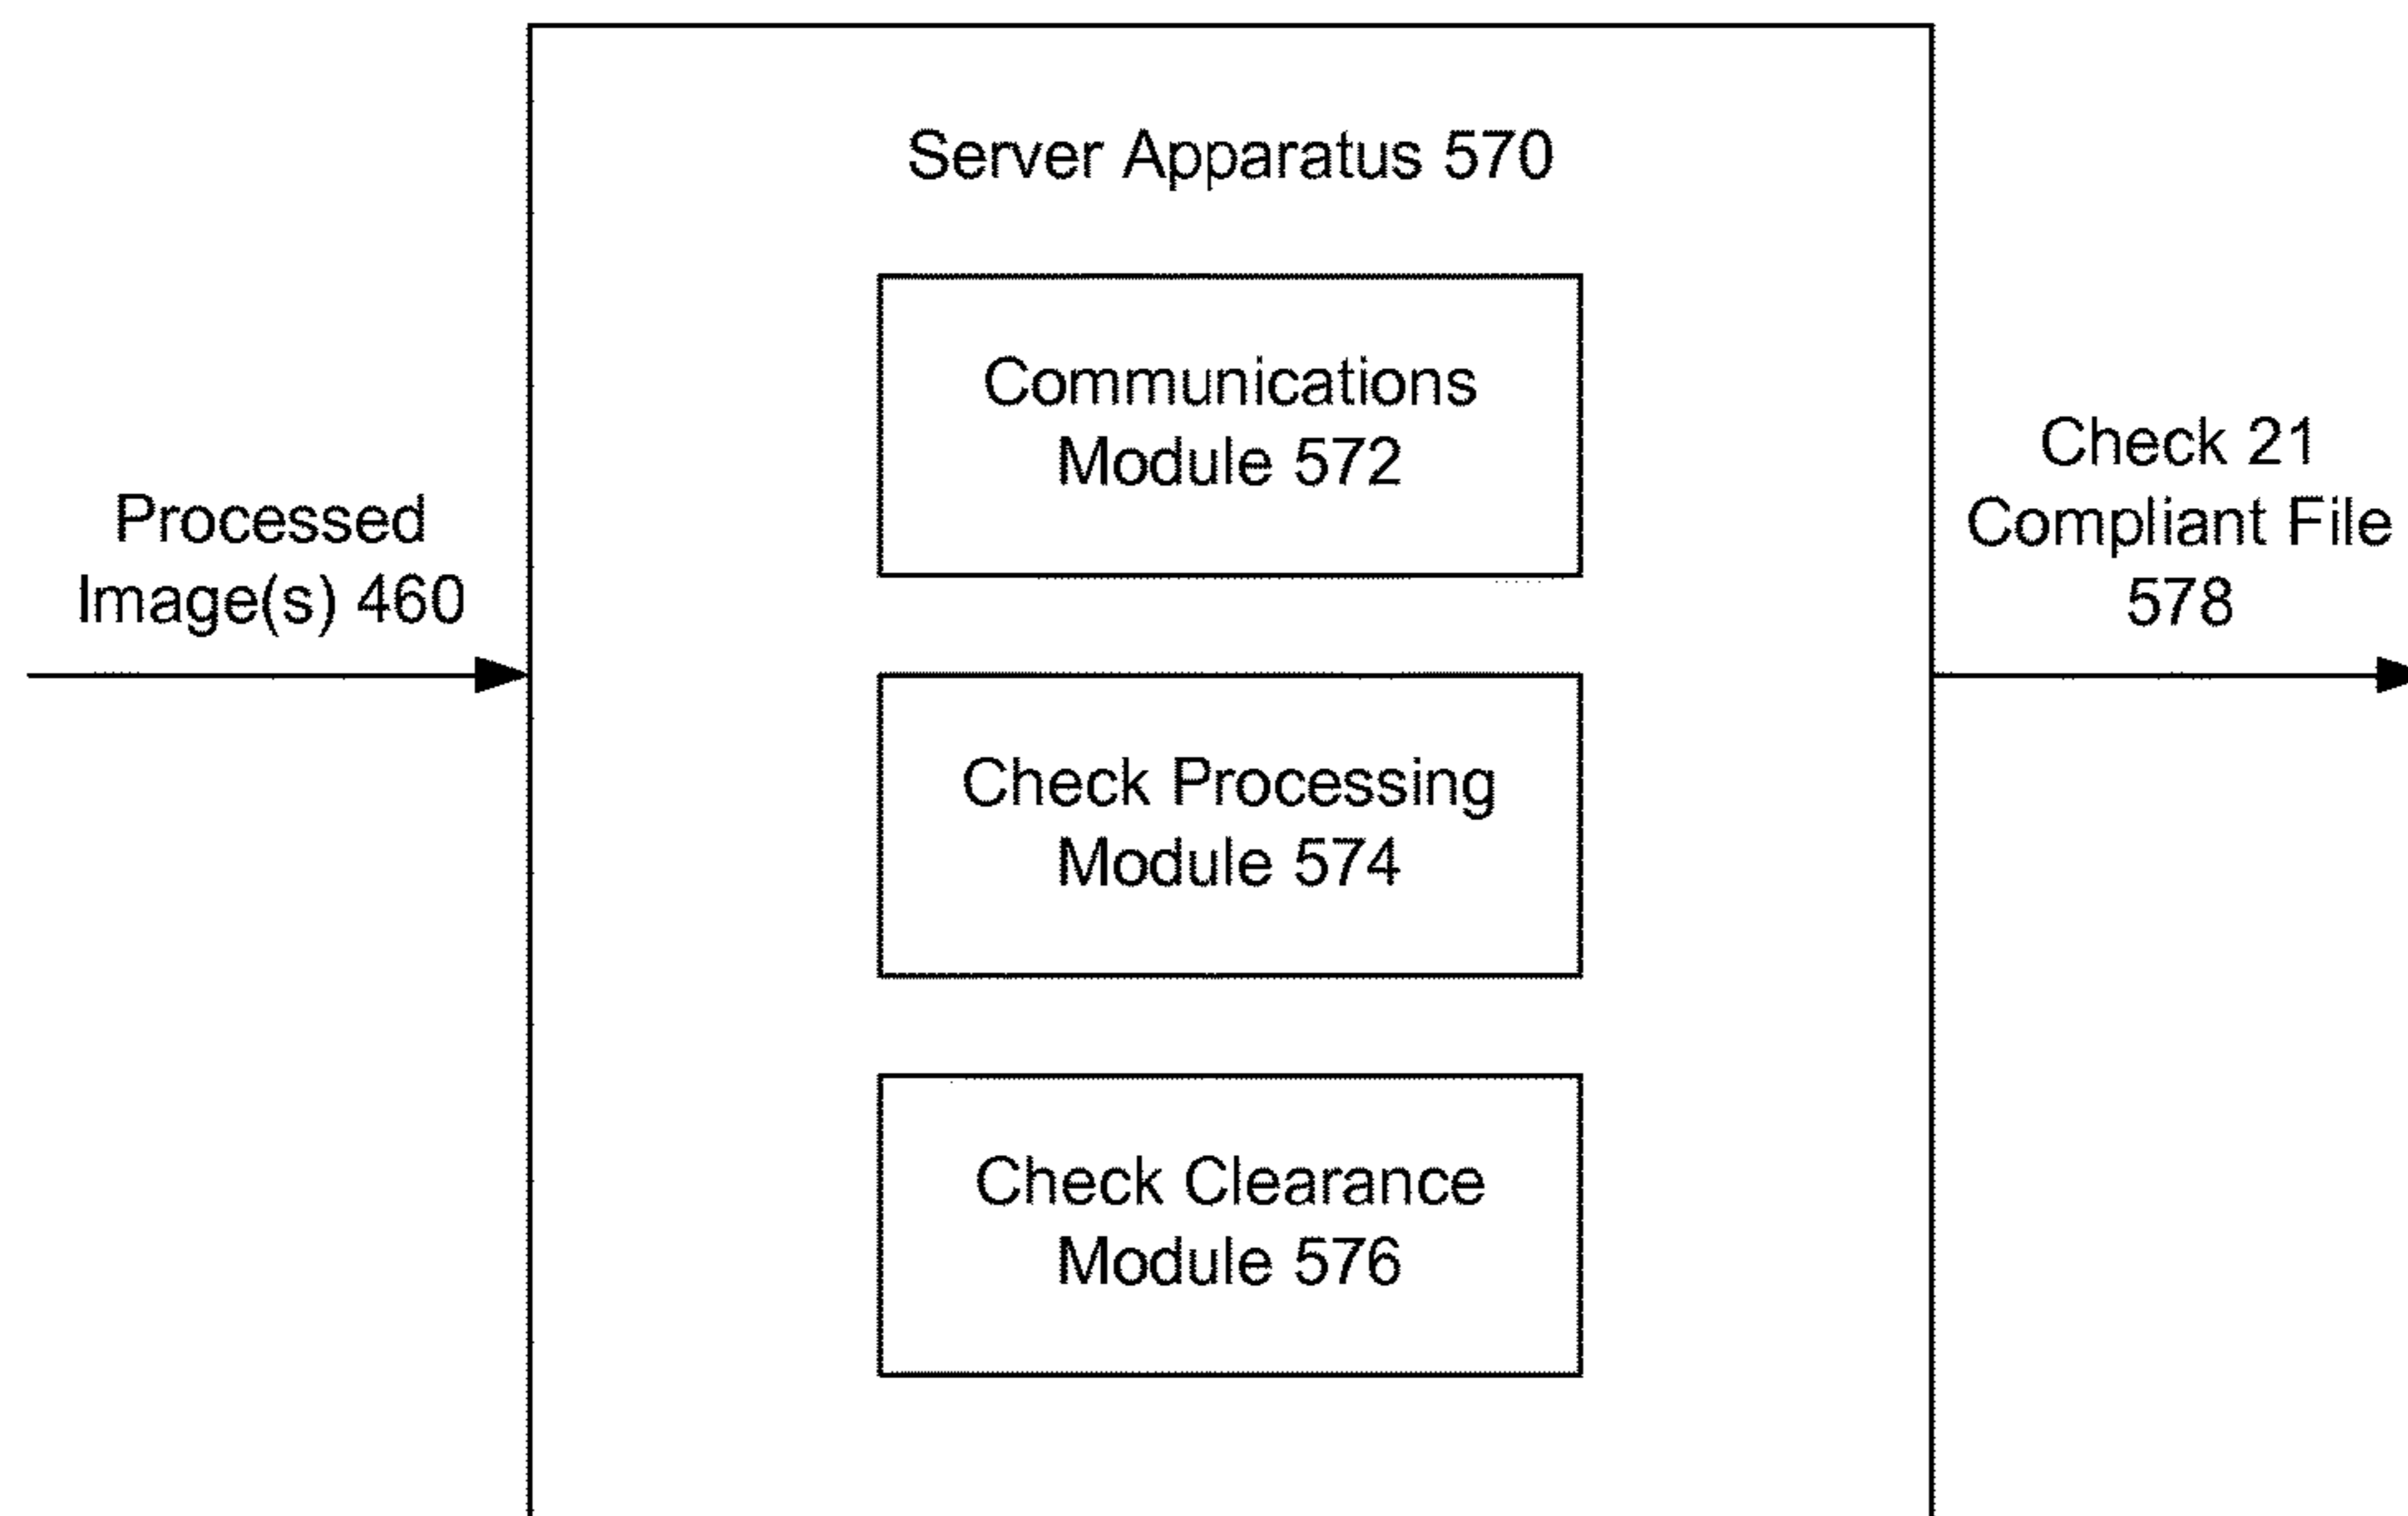 Server Apparatus 570
Communications
Module 572
Processed
Image(s) 460
Check 21
Compliant File
578
Check Processing
Module 574
Check Clearance
Module 576